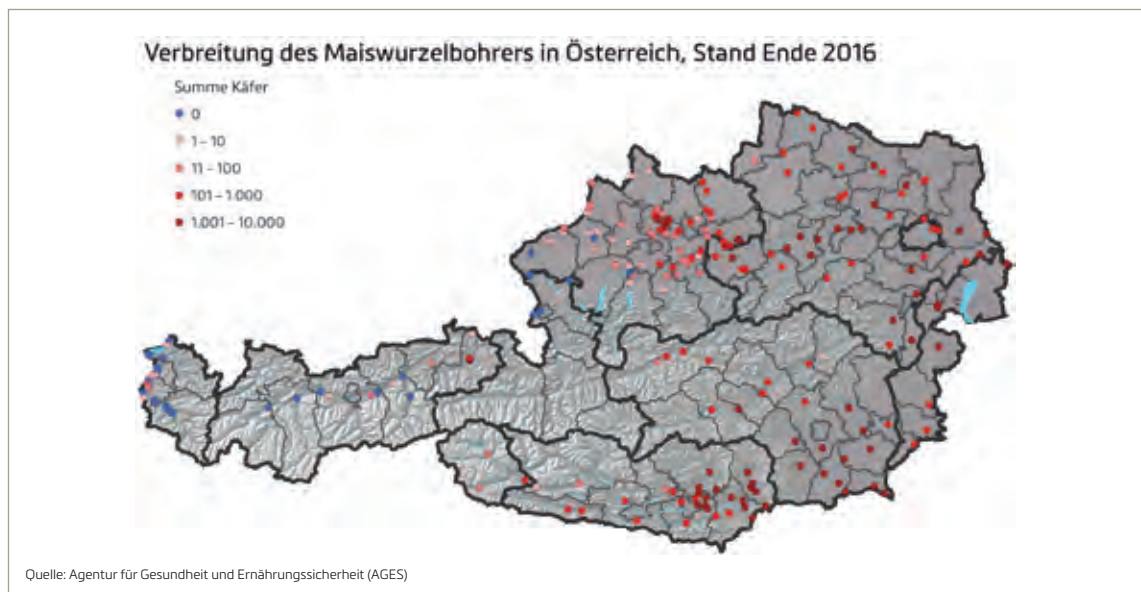 Verbreitung des Maiswurzelbohrers in Österreich, Stand Ende 2016
Summe Käfer
0
1 – 10
11 – 100
101 – 1.000
1.001 – 10.000
Quelle: Agentur für Gesundheit und Ernährungssicherheit (AGES)